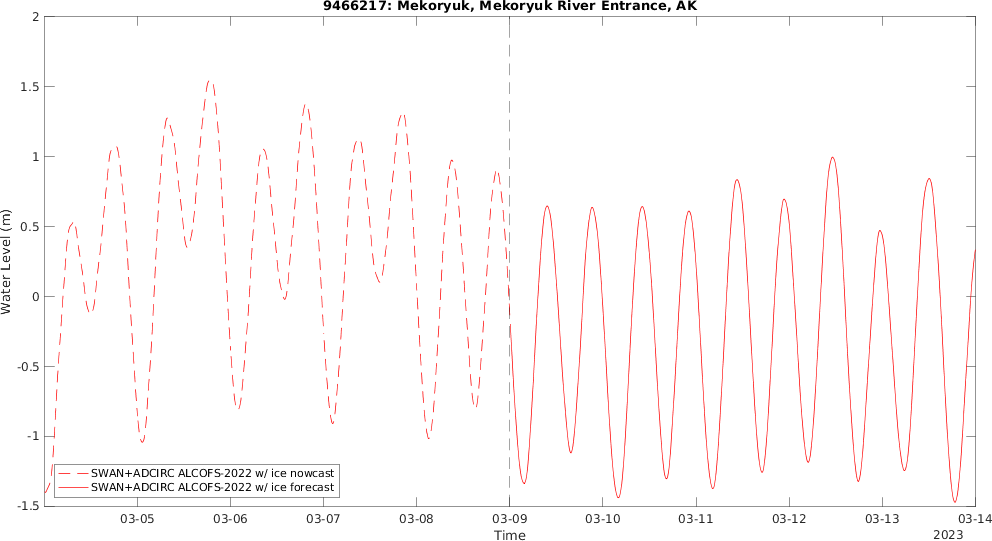 9466217: Mekoryuk, Mekoryuk River Entrance, AK
2
1.5
1
0.5
0
-0.5
-1
-1.5
Water Level (m)
SWAN+ADCIRC ALCOFS-2022 w/ ice nowcast
SWAN+ADCIRC ALCOFS-2022 w/ ice forecast
03-05 03-06 03-07 03-08 03-09 03-10 03-11 03-12 03-13 03-14
Time
2023